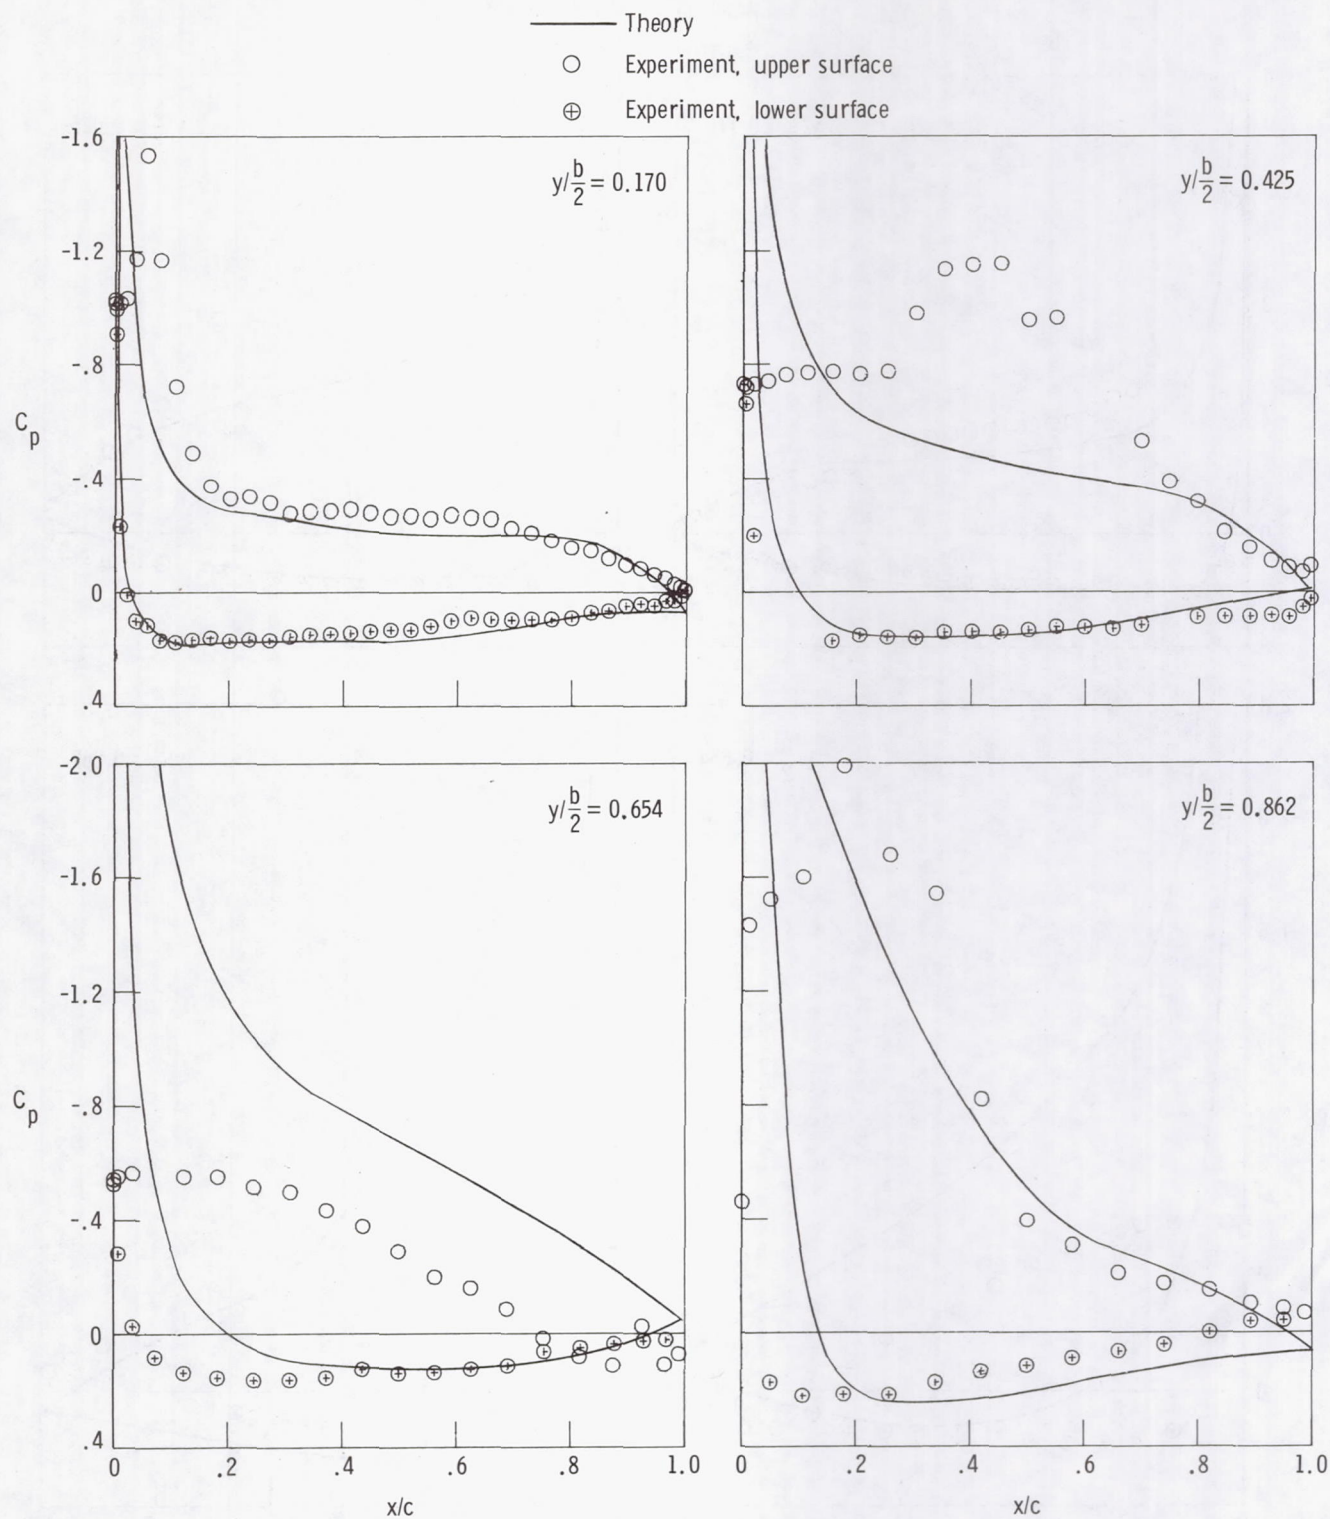 Theory
Experiment, upper surface
Experiment, lower surface
-1.6
-1.2
-.8
-.4
0
.4
C_p
y/b/2 = 0.170
y/b/2 = 0.425
-2.0
-1.6
-1.2
-.8
-.4
0
.4
C_p
y/b/2 = 0.654
y/b/2 = 0.862
0 .2 .4 .6 .8 1.0
x/c
0 .2 .4 .6 .8 1.0
x/c